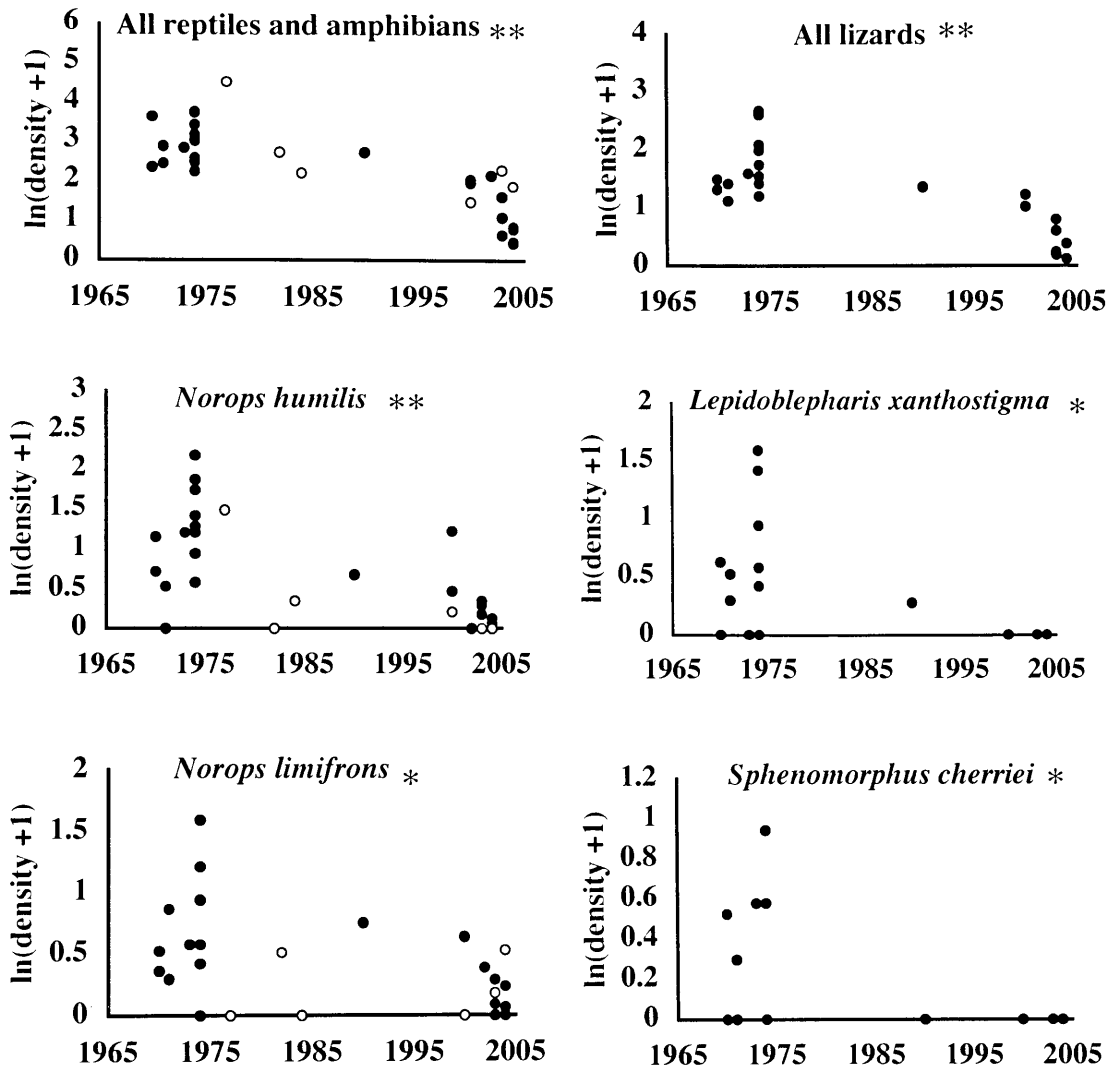 All reptiles and amphibians **
ln(density +1)
6
5
4
3
2
1
0
1965 1975 1985 1995 2005
All lizards **
ln(density +1)
4
3
2
1
0
1965 1975 1985 1995 2005
Norops humilis **
ln(density +1)
3
2.5
2
1.5
1
0.5
0
1965 1975 1985 1995 2005
Lepidoblepharis xanthostigma *
ln(density +1)
2
1.5
1
0.5
0
1965 1975 1985 1995 2005
Norops limifrons *
ln(density +1)
2
1.5
1
0.5
0
1965 1975 1985 1995 2005
Sphenomorphus cherriei *
ln(density +1)
1.2
1
0.8
0.6
0.4
0.2
0
1965 1975 1985 1995 2005